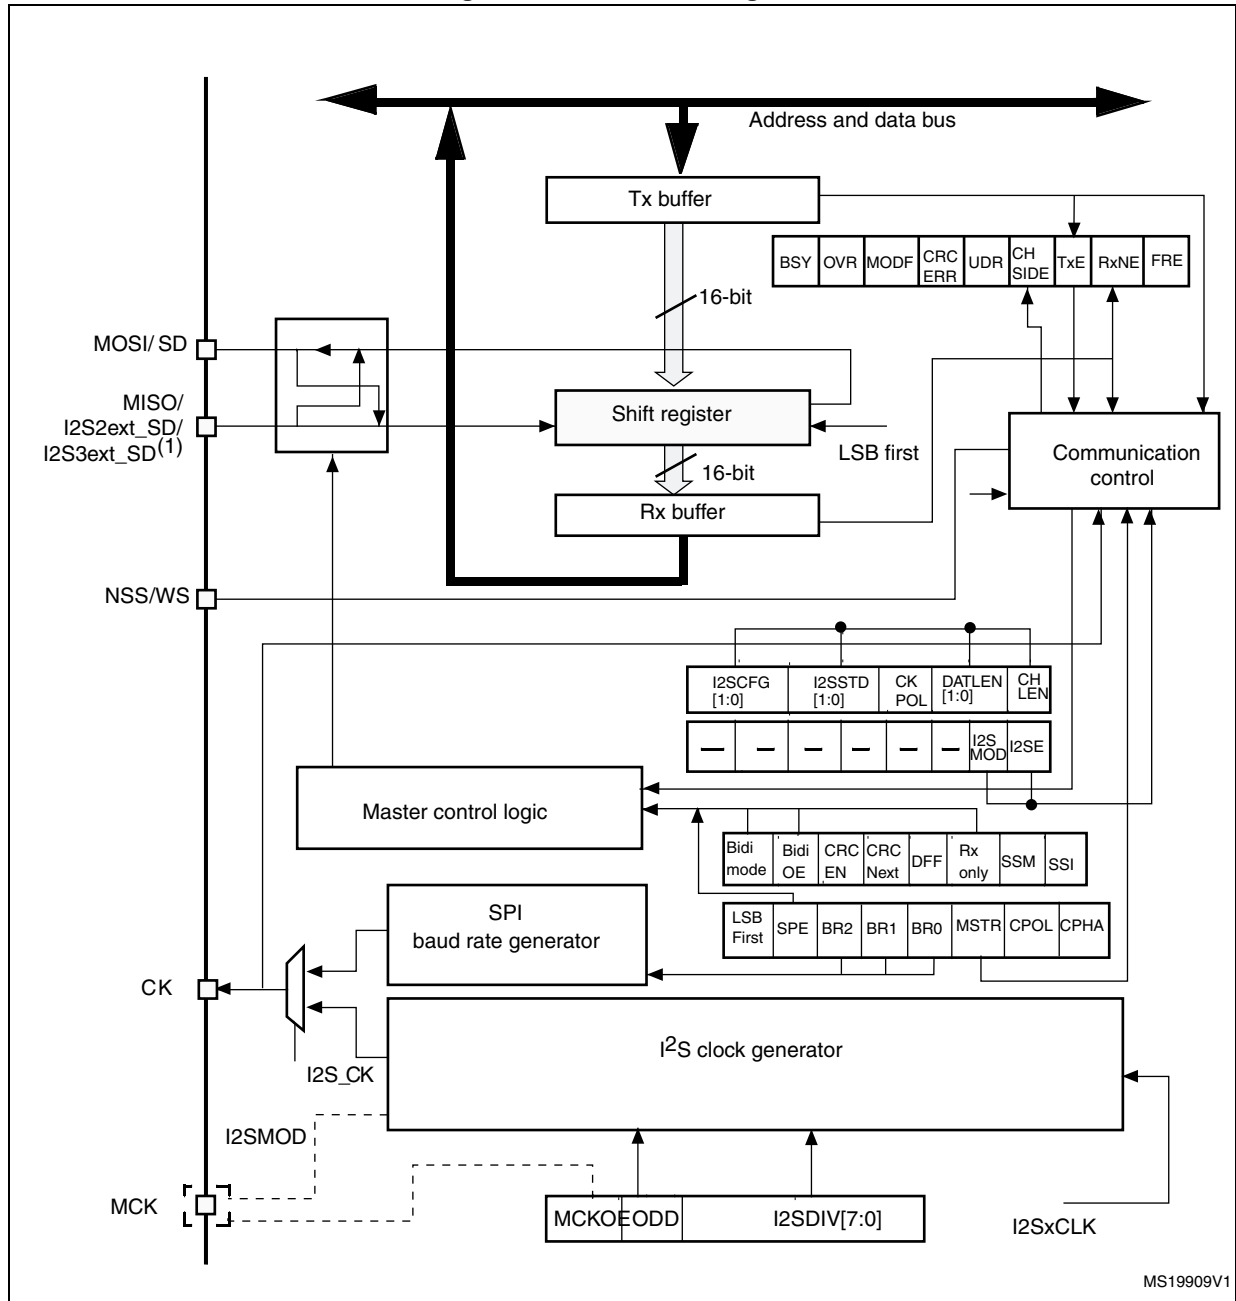 Address and data bus
Tx buffer
BSY OVR MODF CRC ERR UDR CH SIDE TxE RxNE FRE
16-bit
MOSI/ SD
MISO/
I2S2ext_SD/
I2S3ext_SD(1)
Shift register
LSB first
Communication
control
16-bit
Rx buffer
NSS/WS
I2SCFG [1:0] I2SSTD [1:0] CK POL DATLEN [1:0] CH LEN
— — — — — — I2S MOD I2SE
Master control logic
Bidi mode Bidi OE CRC EN CRC Next DFF Rx only SSM SSI
LSB First SPE BR2 BR1 BR0 MSTR CPOL CPHA
SPI
baud rate generator
CK
I2S clock generator
I2S_CK
I2SMOD
MCK
MCKOE ODD I2SDIV[7:0]
I2SxCLK
MS19909V1